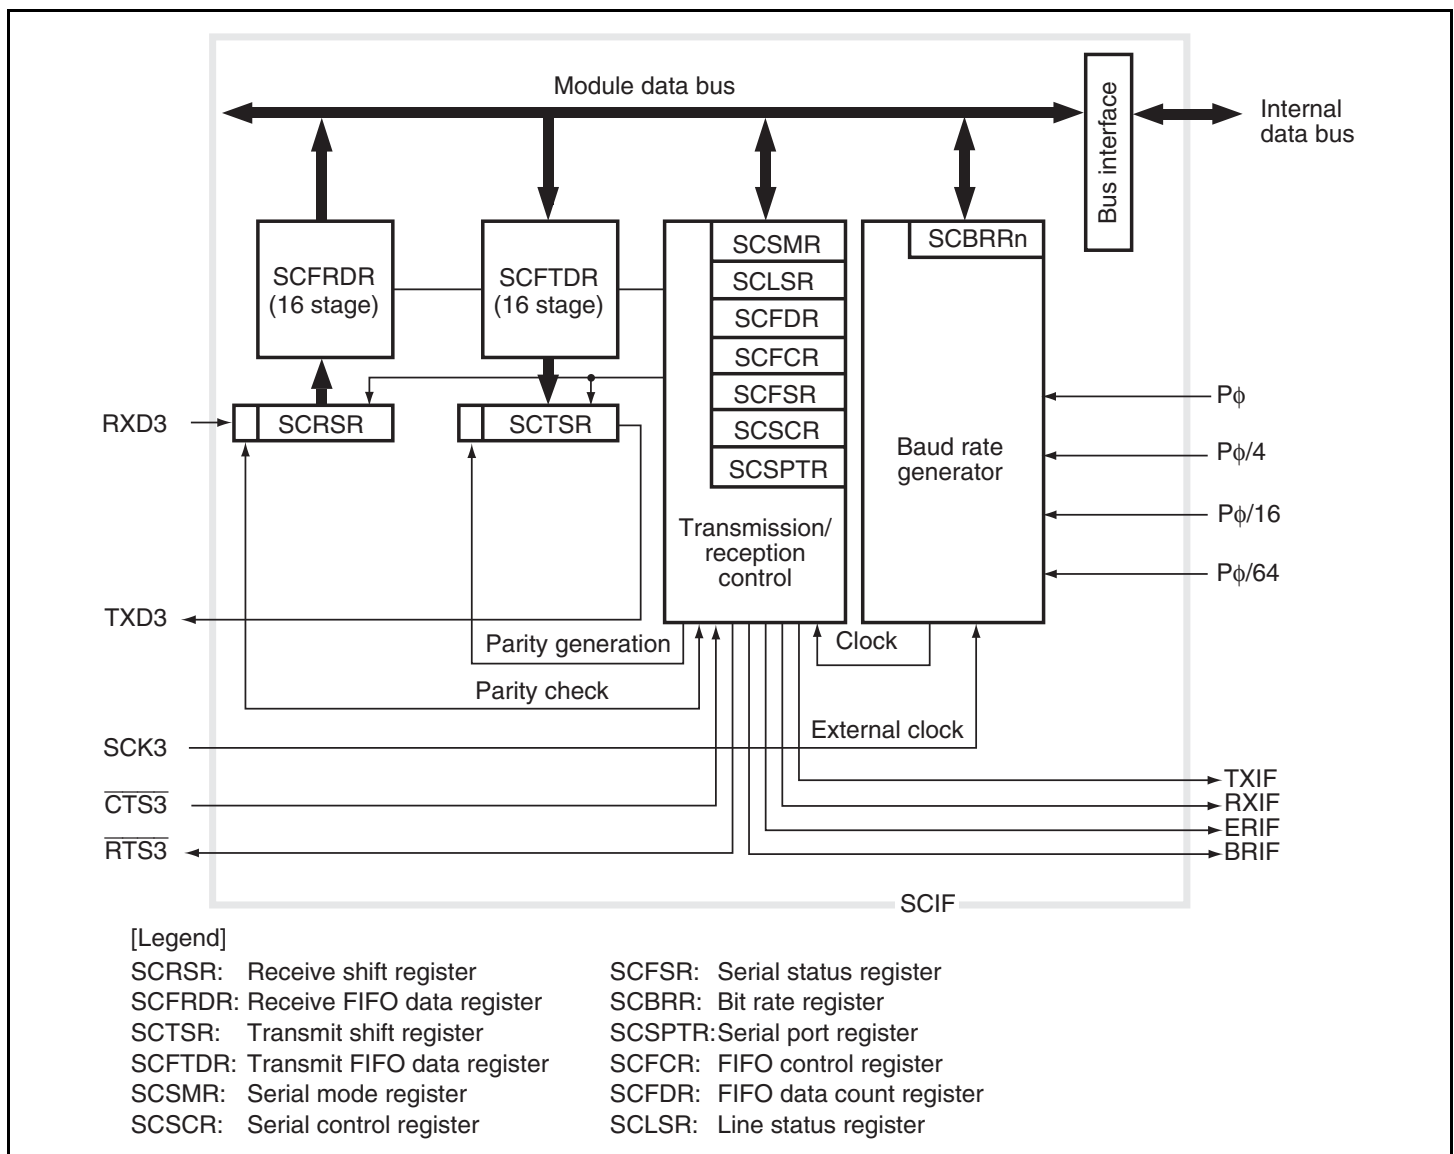 Module data bus
Bus interface
Internal
data bus
SCFRDR
(16 stage)
SCFTDR
(16 stage)
SCSMR
SCLSR
SCFDR
SCFCR
SCFSR
SCSCR
SCSPTR
Transmission/
reception
control
SCBRRn
Baud rate
generator
Pϕ
Pϕ/4
Pϕ/16
Pϕ/64
RXD3
SCRSR
SCTSR
TXD3
Parity generation
Clock
Parity check
SCK3
External clock
C̅T̅S̅3̅
R̅T̅S̅3̅
TXIF
RXIF
ERIF
BRIF
SCIF
[Legend]
SCRSR: Receive shift register
SCFRDR: Receive FIFO data register
SCTSR: Transmit shift register
SCFTDR: Transmit FIFO data register
SCSMR: Serial mode register
SCSCR: Serial control register
SCFSR: Serial status register
SCBRR: Bit rate register
SCSPTR: Serial port register
SCFCR: FIFO control register
SCFDR: FIFO data count register
SCLSR: Line status register